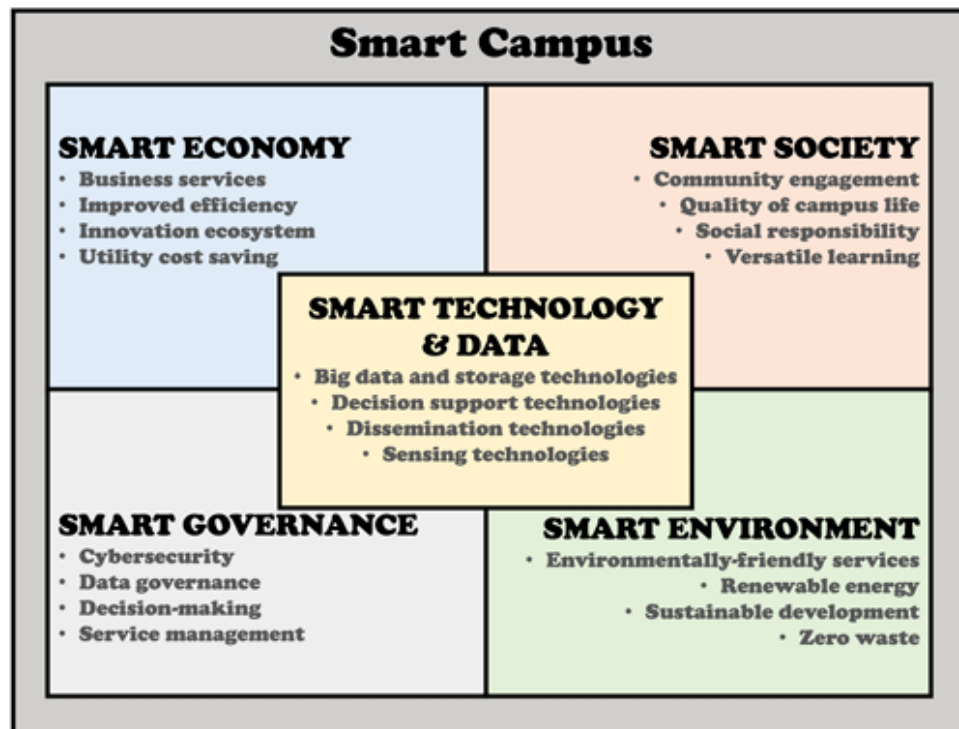 Smart Campus
SMART ECONOMY
• Business services
• Improved efficiency
• Innovation ecosystem
• Utility cost saving
SMART SOCIETY
• Community engagement
• Quality of campus life
• Social responsibility
• Versatile learning
SMART TECHNOLOGY
& DATA
• Big data and storage technologies
• Decision support technologies
• Dissemination technologies
• Sensing technologies
SMART GOVERNANCE
• Cybersecurity
• Data governance
• Decision-making
• Service management
SMART ENVIRONMENT
• Environmentally-friendly services
• Renewable energy
• Sustainable development
• Zero waste